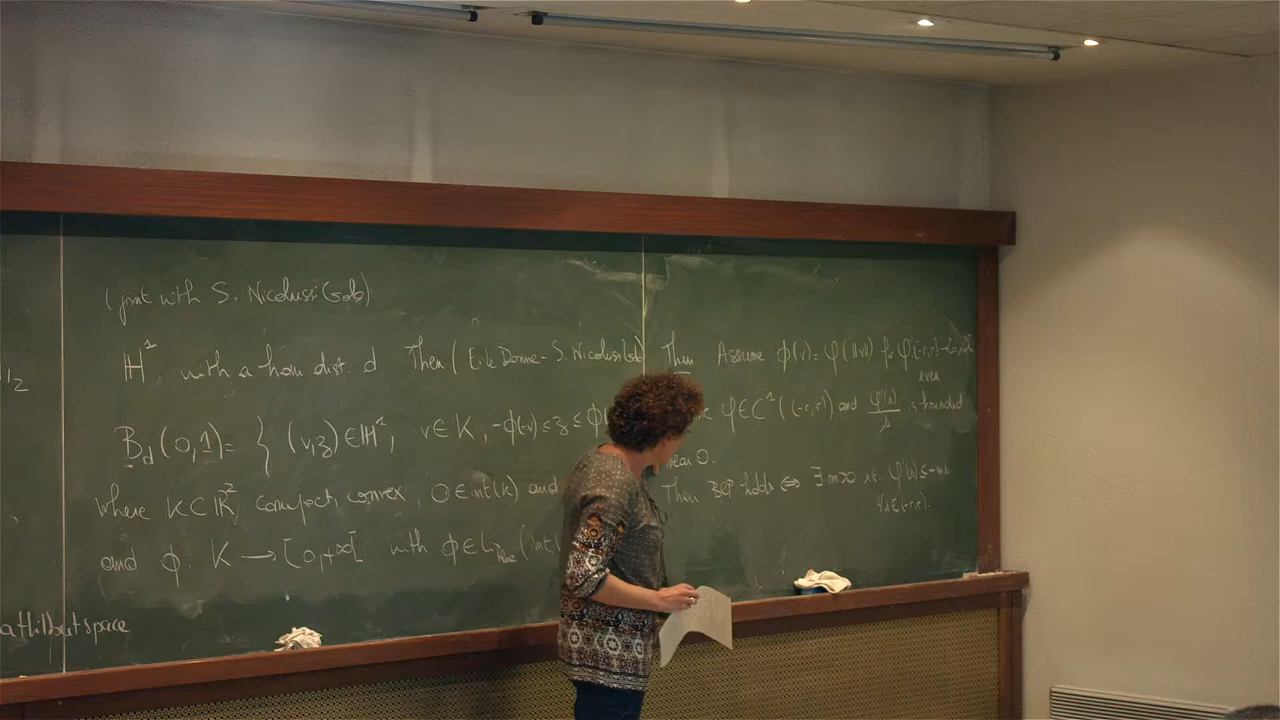 (joint with S. Nicolussi Golo)
ℍ¹ with a hom dist. d Then (E. Le Donne - S. Nicolussi Golo)
B_d(0,1) = { (v,z) ∈ ℍ¹, v ∈ K, -ϕ(-v) ≤ z ≤ ϕ(
where K ⊂ ℝ² compact, convex, 0 ∈ int(K) and
and ϕ : K → [0,+∞[ with ϕ ∈ Lip_loc (int(
1/2
a Hilbert space
Thm Assume ϕ(v) = φ(‖v‖) for φ: (-r,r) →
even
φ ∈ C¹((-r,r)) and φ'(s)/s is bounded
near 0.
Then BCP holds ⇔ ∃ m>0 s.t. φ'(s) ≤ -ms
∀s ∈ (-r,r).